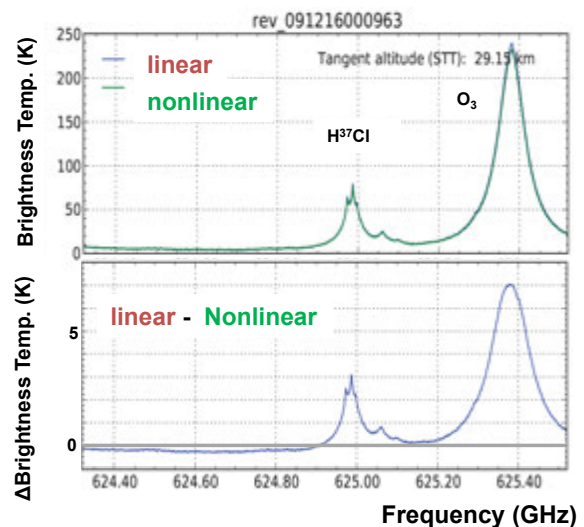 rev_091216000963
Brightness Temp. (K)
250
200
150
100
50
0
linear
nonlinear
Tangent altitude (STT): 29.15 km
H³⁷Cl
O₃
ΔBrightness Temp. (K)
5
0
linear - Nonlinear
624.40
624.60
624.80
625.00
625.20
625.40
Frequency (GHz)